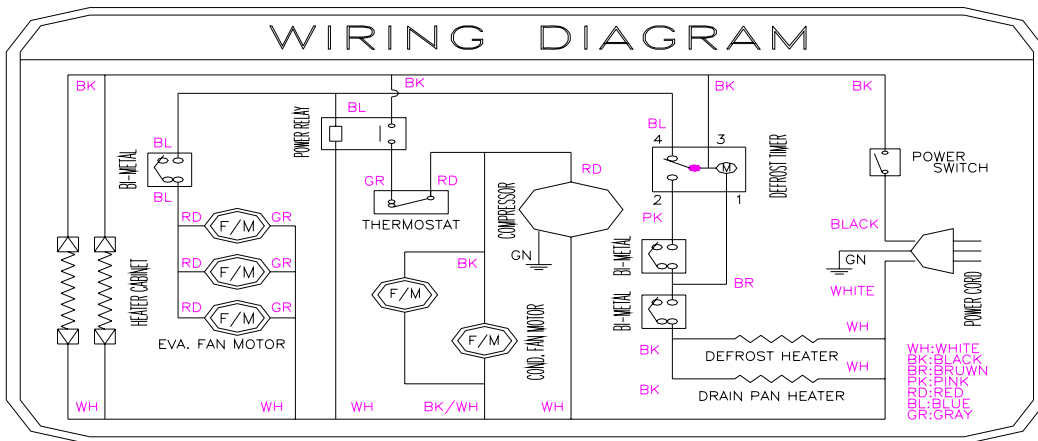 WIRING DIAGRAM
BK
BK
BK
BK
BL
BL
POWER RELAY
BI-METAL
BL
BL
4
3
2
1
M
DEFROST TIMER
POWER SWITCH
GR
RD
THERMOSTAT
RD
COMPRESSOR
GN
PK
BLACK
GN
WHITE
POWER CORD
RD
F/M
GR
RD
F/M
GR
RD
F/M
GR
EVA. FAN MOTOR
HEATER CABINET
BK
F/M
F/M
COND. FAN MOTOR
BI-METAL
BR
BI-METAL
BK
WH
DEFROST HEATER
WH
BK
DRAIN PAN HEATER
WH
WH
WH
BK/WH
WH
WH:WHITE
BK:BLACK
BR:BRUWN
PK:PINK
RD:RED
BL:BLUE
GR:GRAY